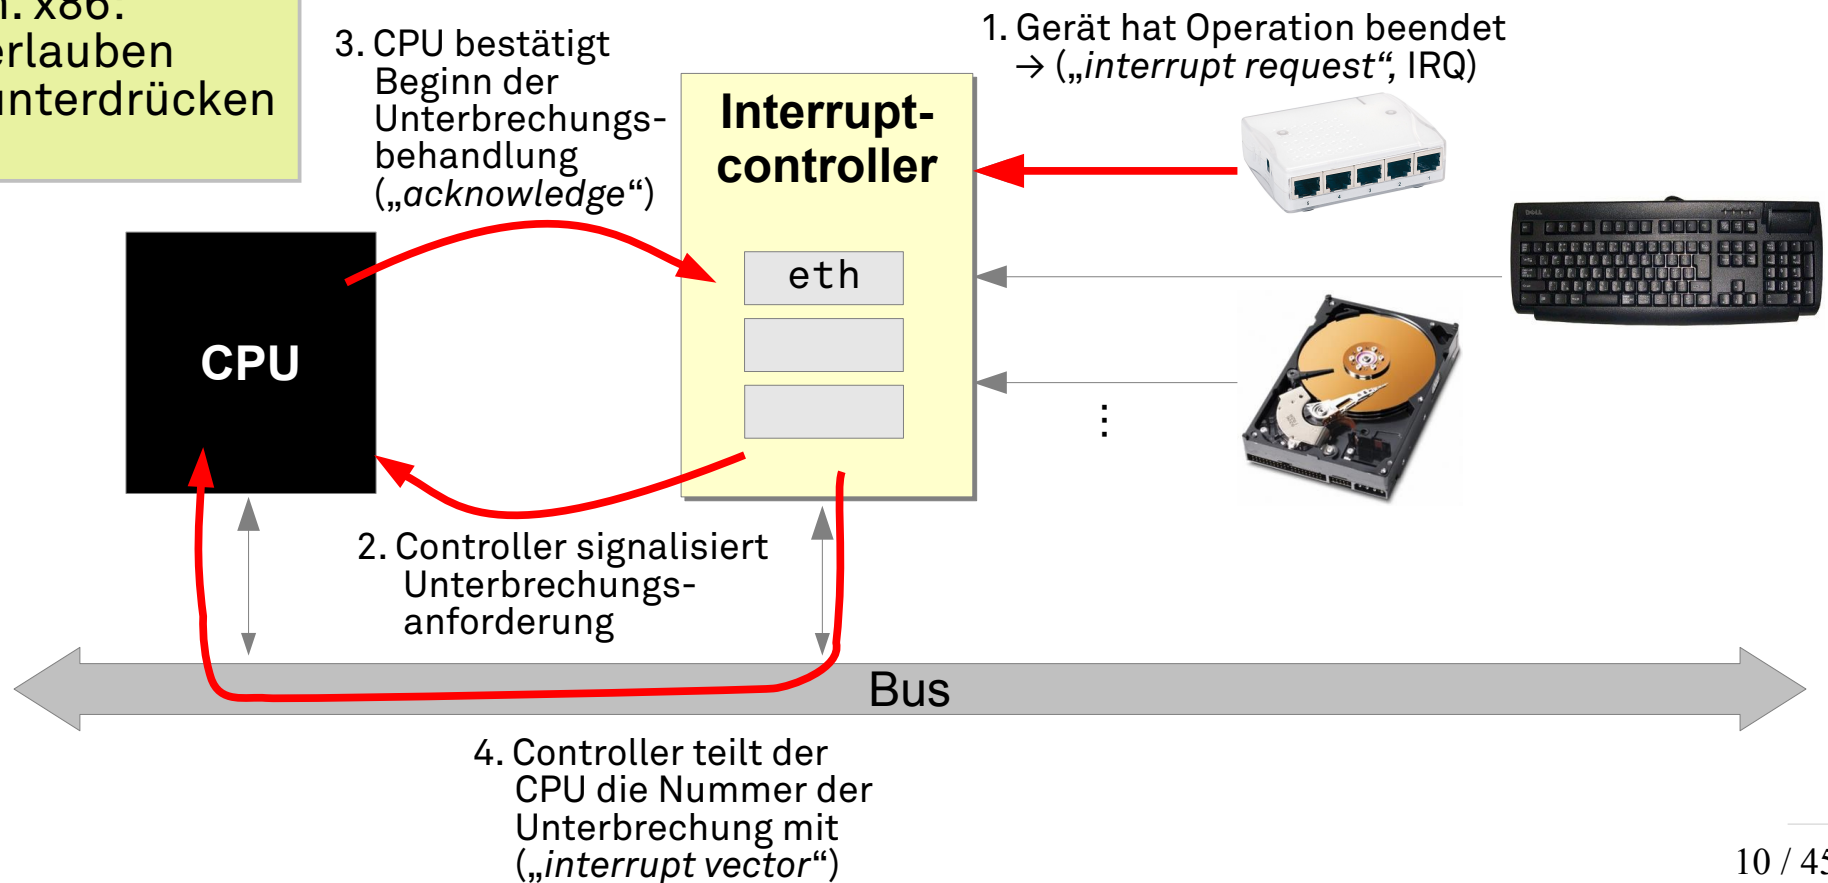 x86:
erlauben
unterdrücken
3. CPU bestätigt
Beginn der
Unterbrechungs-
behandlung
(„acknowledge“)
1. Gerät hat Operation beendet
→ („interrupt request“, IRQ)
Interrupt-
controller
eth
CPU
⋮
2. Controller signalisiert
Unterbrechungs-
anforderung
Bus
4. Controller teilt der
CPU die Nummer der
Unterbrechung mit
(„interrupt vector“)
10 / 45